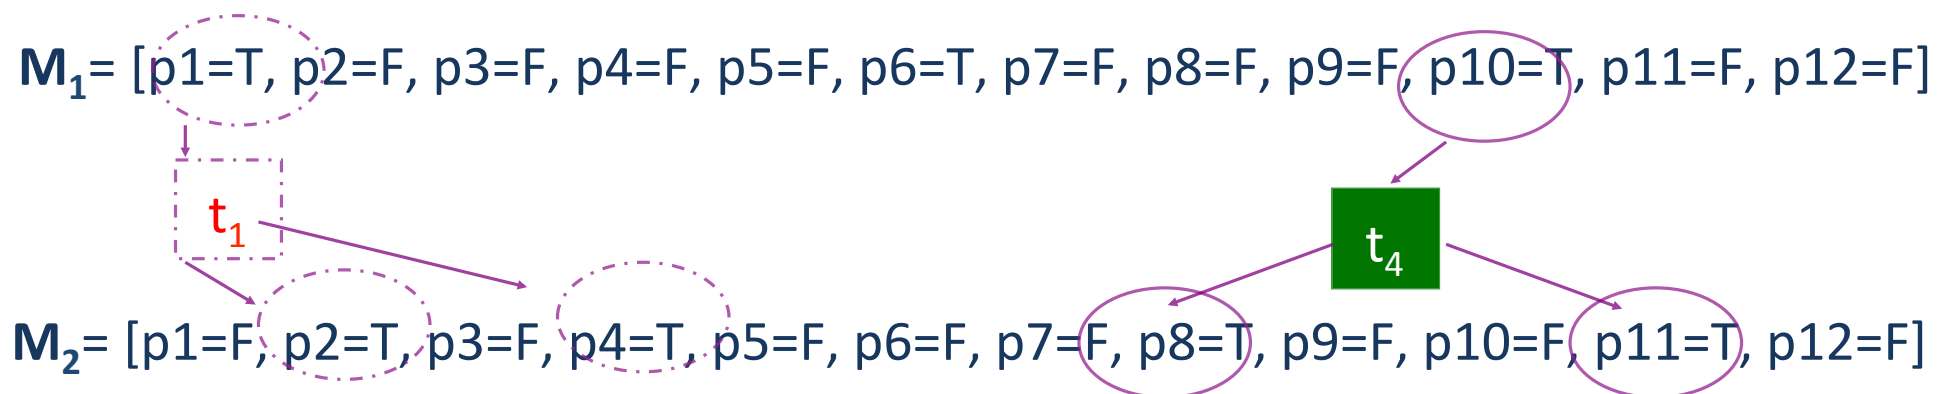 M₁= [p1=T, p2=F, p3=F, p4=F, p5=F, p6=T, p7=F, p8=F, p9=F, p10=T, p11=F, p12=F]
t₁
t₄
M₂= [p1=F, p2=T, p3=F, p4=T, p5=F, p6=F, p7=F, p8=T, p9=F, p10=F, p11=T, p12=F]